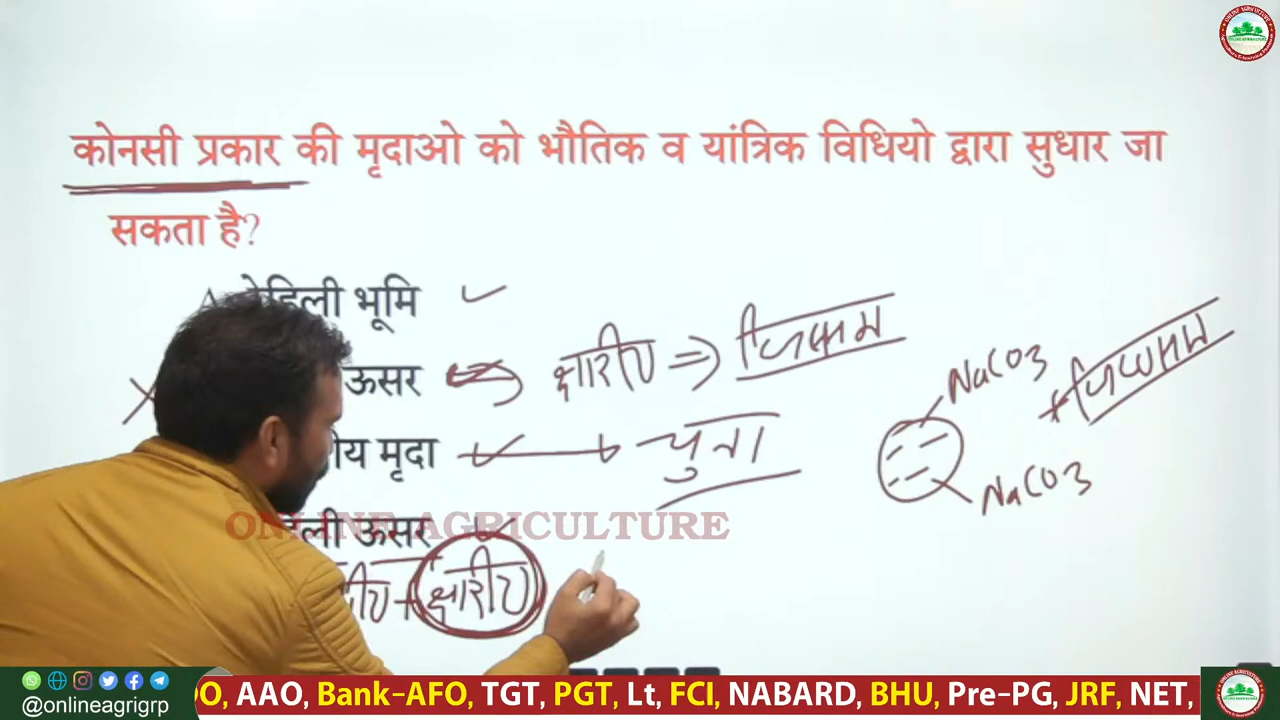 कोनसी प्रकार की मृदाओ को भौतिक व यांत्रिक विधियो द्वारा सुधार जा
सकता है?
भूमि
ऊसर क्षारीय ⇒ जिप्सम
मृदा चुना
NaCO3
+ जिप्सम
NaCO3
ऊसर
ONLINE AGRICULTURE
+ क्षारीय
@onlineagrigrp
AAO, Bank-AFO, TGT, PGT, Lt, FCI, NABARD, BHU, Pre-PG, JRF, NET,